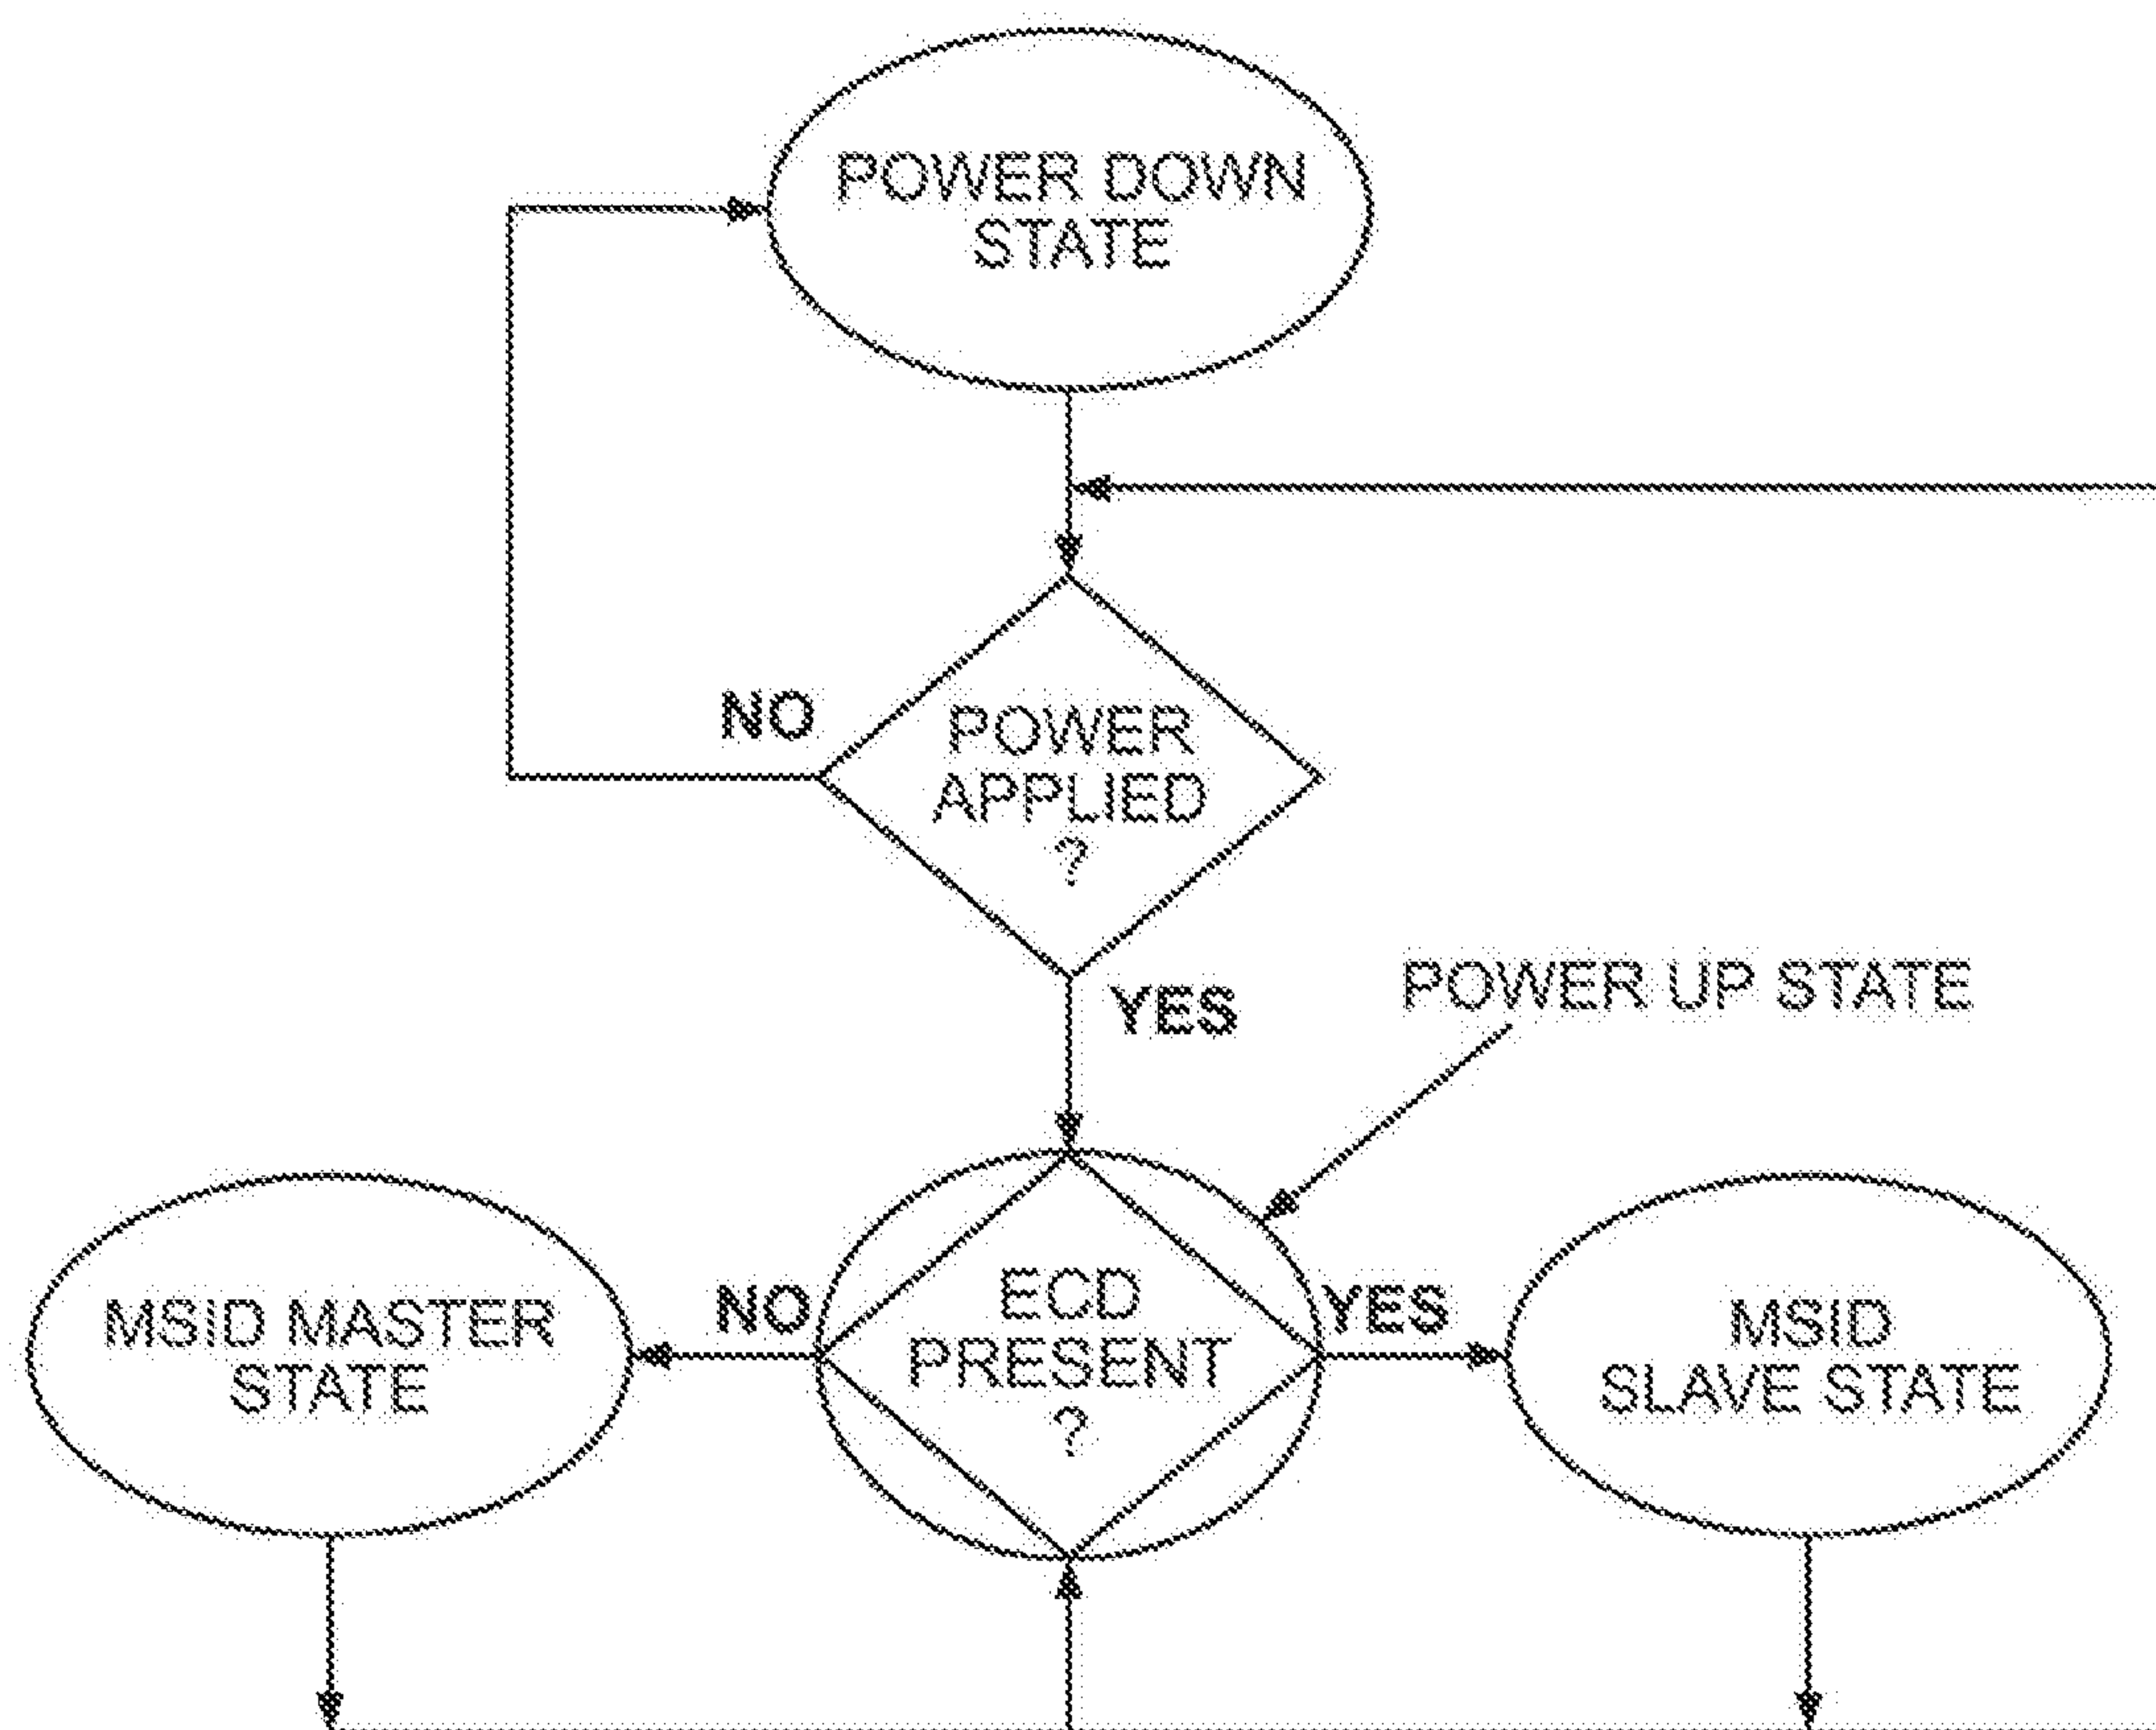 POWER DOWN
STATE
NO
POWER
APPLIED
?
YES
POWER UP STATE
MSID MASTER
STATE
NO
ECD
PRESENT
?
YES
MSID
SLAVE STATE